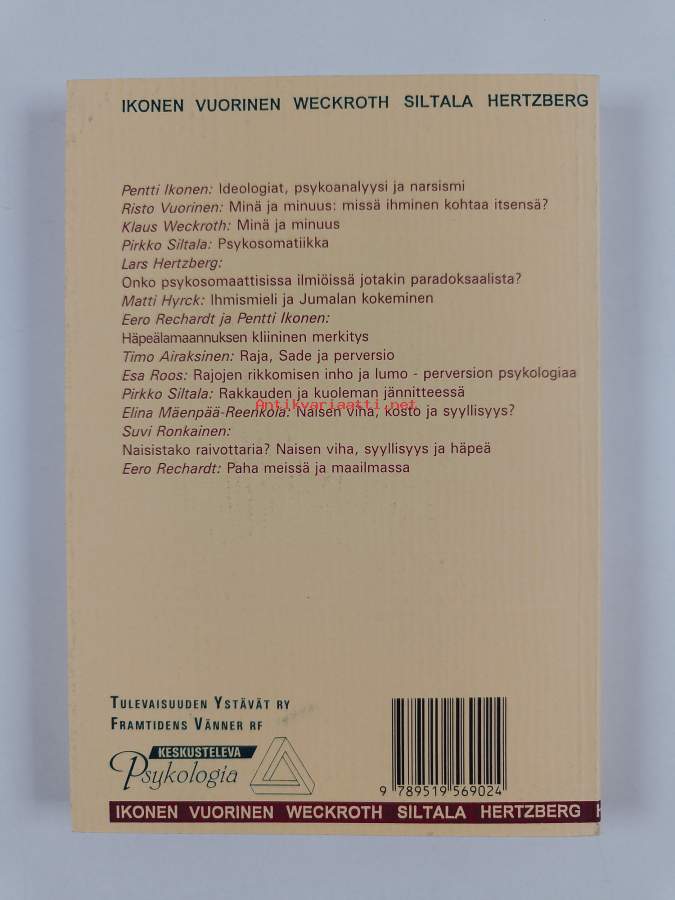 IKONEN VUORINEN WECKROTH SILTALA HERTZBERG
Pentti Ikonen: Ideologiat, psykoanalyysi ja narsismi
Risto Vuorinen: Minä ja minuus: missä ihminen kohtaa itsensä?
Klaus Weckroth: Minä ja minuus
Pirkko Siltala: Psykosomatiikka
Lars Hertzberg:
Onko psykosomaattisissa ilmiöissä jotakin paradoksaalista?
Matti Hyrck: Ihmismieli ja Jumalan kokeminen
Eero Rechardt ja Pentti Ikonen:
Häpeälamaannuksen kliininen merkitys
Timo Airaksinen: Raja, Sade ja perversio
Esa Roos: Rajojen rikkomisen inho ja lumo - perversion psykologiaa
Pirkko Siltala: Rakkauden ja kuoleman jännitteessä
Antikvariaatti.net
Elina Mäenpää-Reenkola: Naisen viha, kosto ja syyllisyys?
Suvi Ronkainen:
Naisistako raivottaria? Naisen viha, syyllisyys ja häpeä
Eero Rechardt: Paha meissä ja maailmassa
TULEVAISUUDEN YSTÄVÄT RY
FRAMTIDENS VÄNNER RF
KESKUSTELEVA
Psykologia
9 789519 569024
IKONEN VUORINEN WECKROTH SILTALA HERTZBERG H